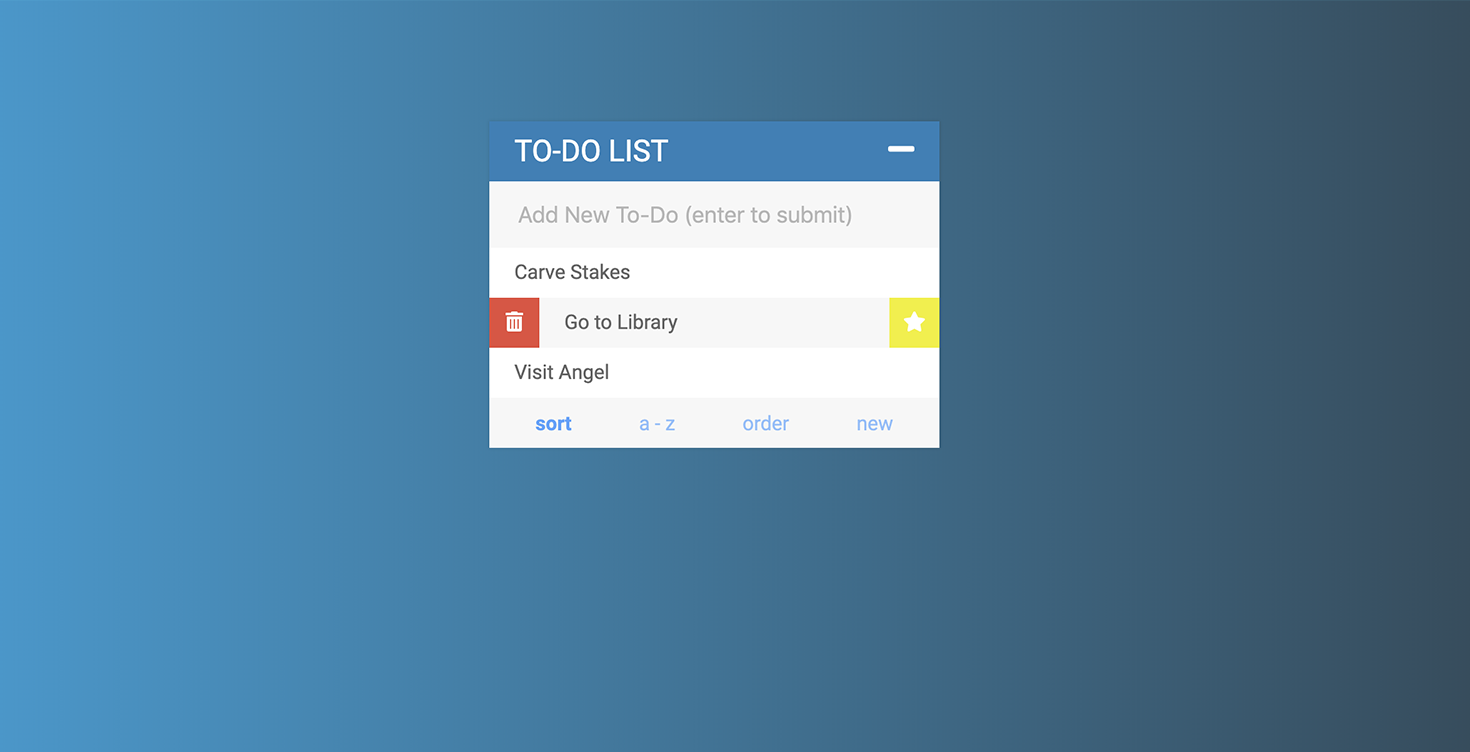 TO-DO LIST
Add New To-Do (enter to submit)
Carve Stakes
Go to Library
Visit Angel
sort a - z order new